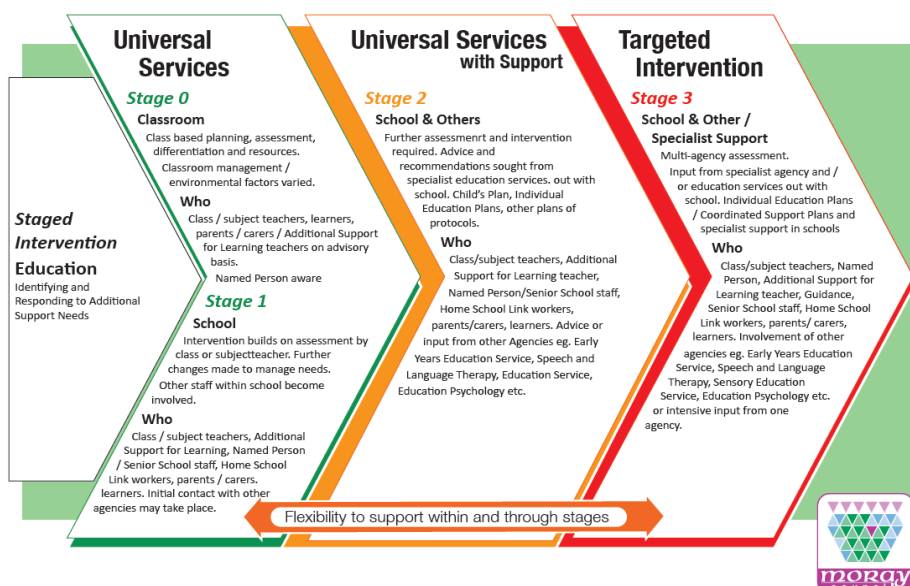 Staged
Intervention
Education
Identifying and
Responding to Additional
Support Needs
Universal
Services
Stage 0
Classroom
Class based planning, assessment,
differentiation and resources.
Classroom management /
environmental factors varied.
Who
Class / subject teachers, learners,
parents / carers / Additional Support
for Learning teachers on advisory
basis.
Named Person aware
Stage 1
School
Intervention builds on assessment by
class or subjectteacher. Further
changes made to manage needs.
Other staff within school become
involved.
Who
Class / subject teachers, Additional
Support for Learning, Named Person
/ Senior School staff, Home School
Link workers, parents / carers.
learners. Initial contact with other
agencies may take place.
Universal Services
with Support
Stage 2
School & Others
Further assessmenrt and intervention
required. Advice and
recommendations sought from
specialist education services. out with
school. Child's Plan, Individual
Education Plans, other plans of
protocols.
Who
Class/subject teachers, Additional
Support for Learning teacher,
Named Person/Senior School staff,
Home School Link workers,
parents/carers, learners. Advice or
input from other Agencies eg. Early
Years Education Service, Speech and
Language Therapy, Education Service,
Education Psychology etc.
Targeted
Intervention
Stage 3
School & Other /
Specialist Support
Multi-agency assessment.
Input from specialist agency and /
or education services out with
school. Individual Education Plans
/ Coordinated Support Plans and
specialist support in schools
Who
Class/subject teachers, Named
Person, Additional Support for
Learning teacher, Guidance,
Senior School staff, Home School
Link workers, parents/ carers,
learners. Involvement of other
agencies eg. Early Years Education
Service, Speech and Language
Therapy, Sensory Education
Service, Education Psychology etc.
or intensive input from one
agency.
Flexibility to support within and through stages
moray